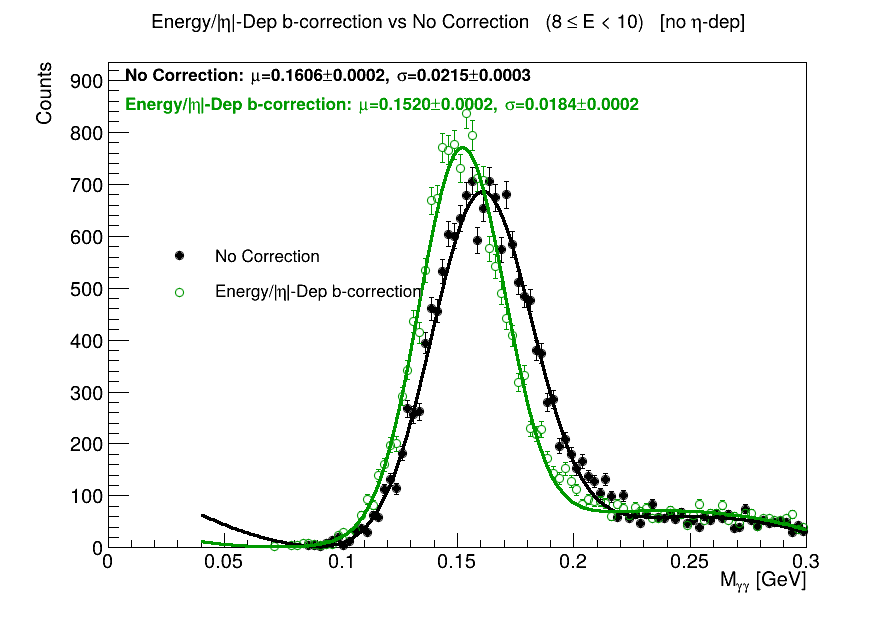 Energy/|η|-Dep b-correction vs No Correction (8 ≤ E < 10) [no η-dep]
Counts
No Correction: μ=0.1606±0.0002, σ=0.0215±0.0003
Energy/|η|-Dep b-correction: μ=0.1520±0.0002, σ=0.0184±0.0002
No Correction
Energy/|η|-Dep b-correction
900
800
700
600
500
400
300
200
100
0
0 0.05 0.1 0.15 0.2 0.25 0.3
Mγγ [GeV]